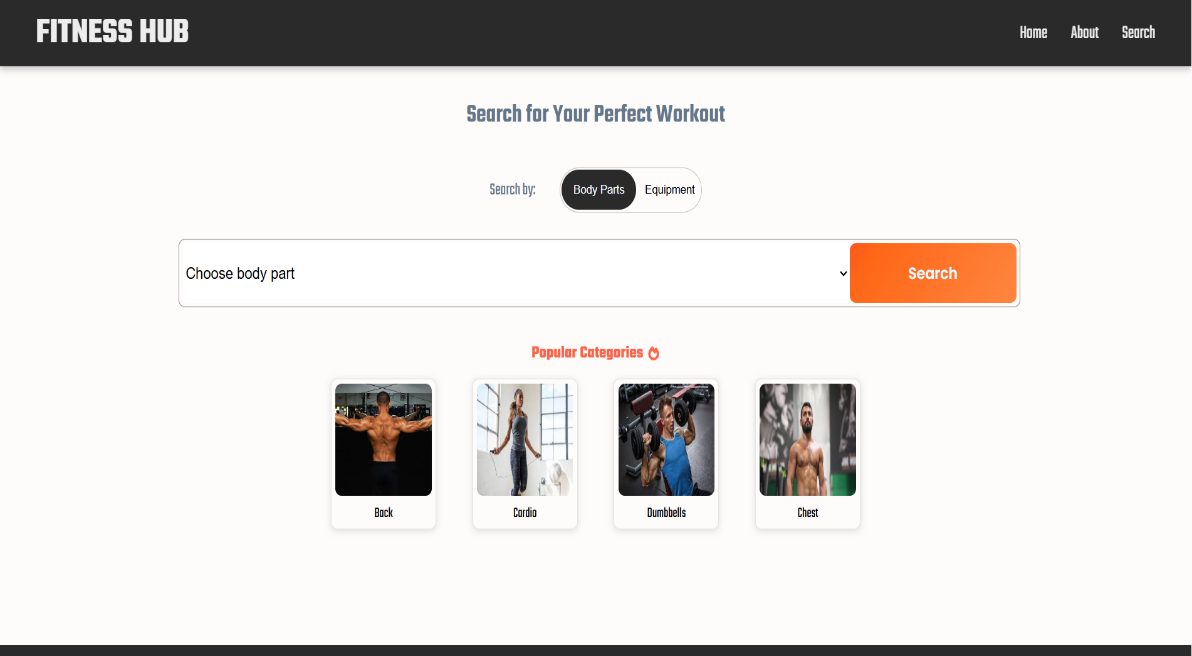 FITNESS HUB
Home About Search
Search for Your Perfect Workout
Search by: Body Parts Equipment
Choose body part Search
Popular Categories
Back Cardio Dumbbells Chest